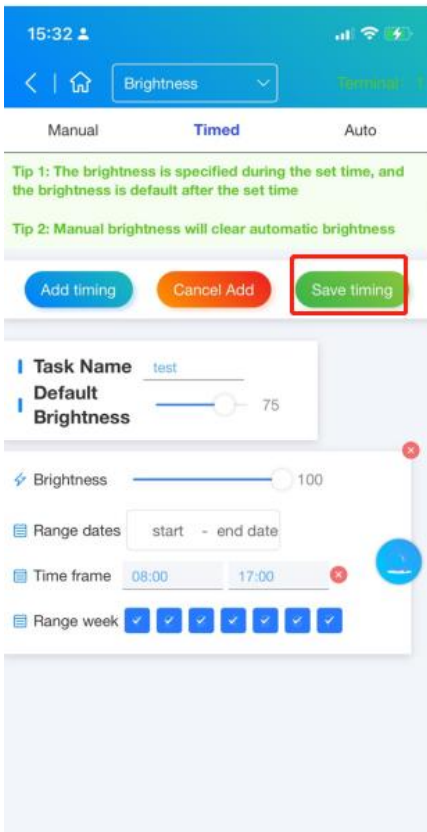 15:32
Brightness
Terminal: 1
Manual Timed Auto
Tip 1: The brightness is specified during the set time, and
the brightness is default after the set time
Tip 2: Manual brightness will clear automatic brightness
Add timing Cancel Add Save timing
Task Name test
Default
Brightness 75
Brightness 100
Range dates start - end date
Time frame 08:00 17:00
Range week